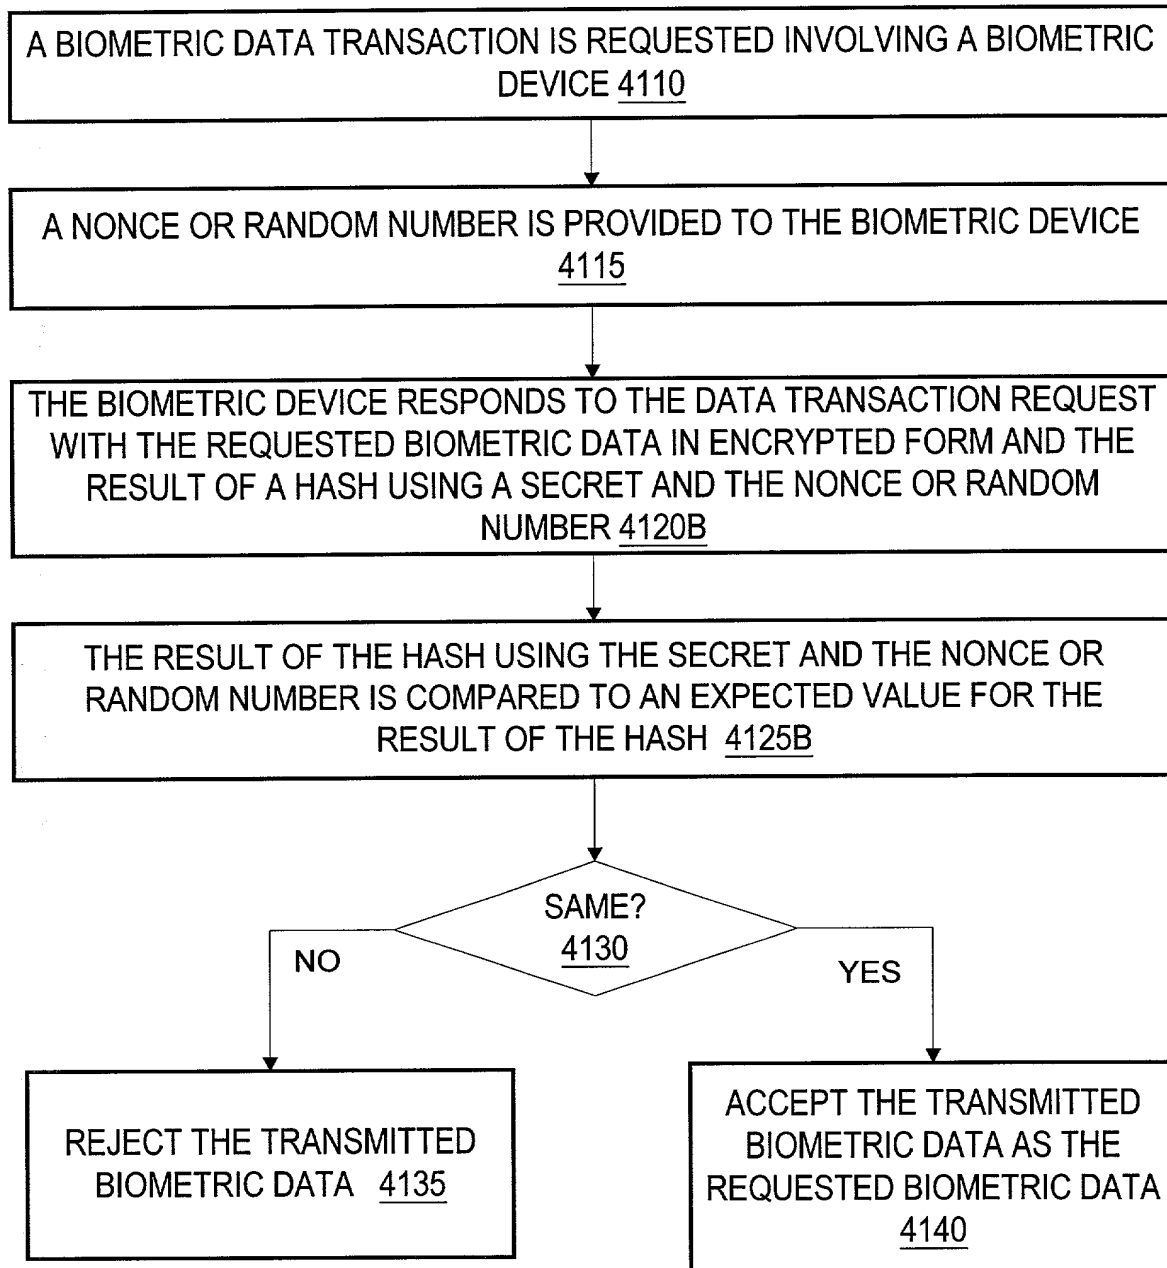 A BIOMETRIC DATA TRANSACTION IS REQUESTED INVOLVING A BIOMETRIC
DEVICE 4110
A NONCE OR RANDOM NUMBER IS PROVIDED TO THE BIOMETRIC DEVICE
4115
THE BIOMETRIC DEVICE RESPONDS TO THE DATA TRANSACTION REQUEST
WITH THE REQUESTED BIOMETRIC DATA IN ENCRYPTED FORM AND THE
RESULT OF A HASH USING A SECRET AND THE NONCE OR RANDOM
NUMBER 4120B
THE RESULT OF THE HASH USING THE SECRET AND THE NONCE OR
RANDOM NUMBER IS COMPARED TO AN EXPECTED VALUE FOR THE
RESULT OF THE HASH 4125B
SAME?
4130
NO
YES
REJECT THE TRANSMITTED
BIOMETRIC DATA 4135
ACCEPT THE TRANSMITTED
BIOMETRIC DATA AS THE
REQUESTED BIOMETRIC DATA
4140